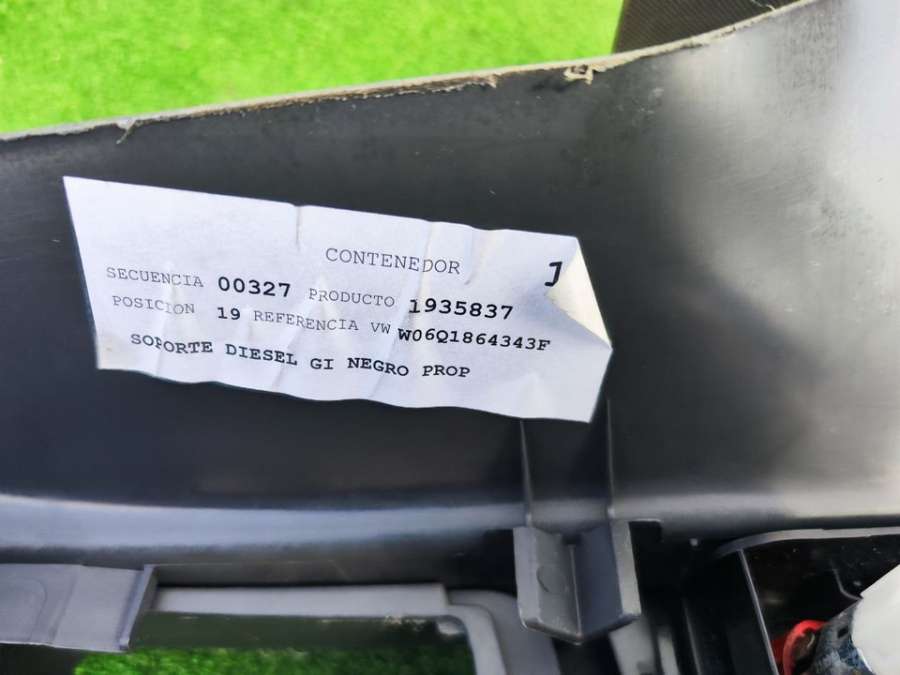 CONTENEDOR J
SECUENCIA 00327 PRODUCTO 1935837
POSICION 19 REFERENCIA VW W06Q1864343F
SOPORTE DIESEL GI NEGRO PROP